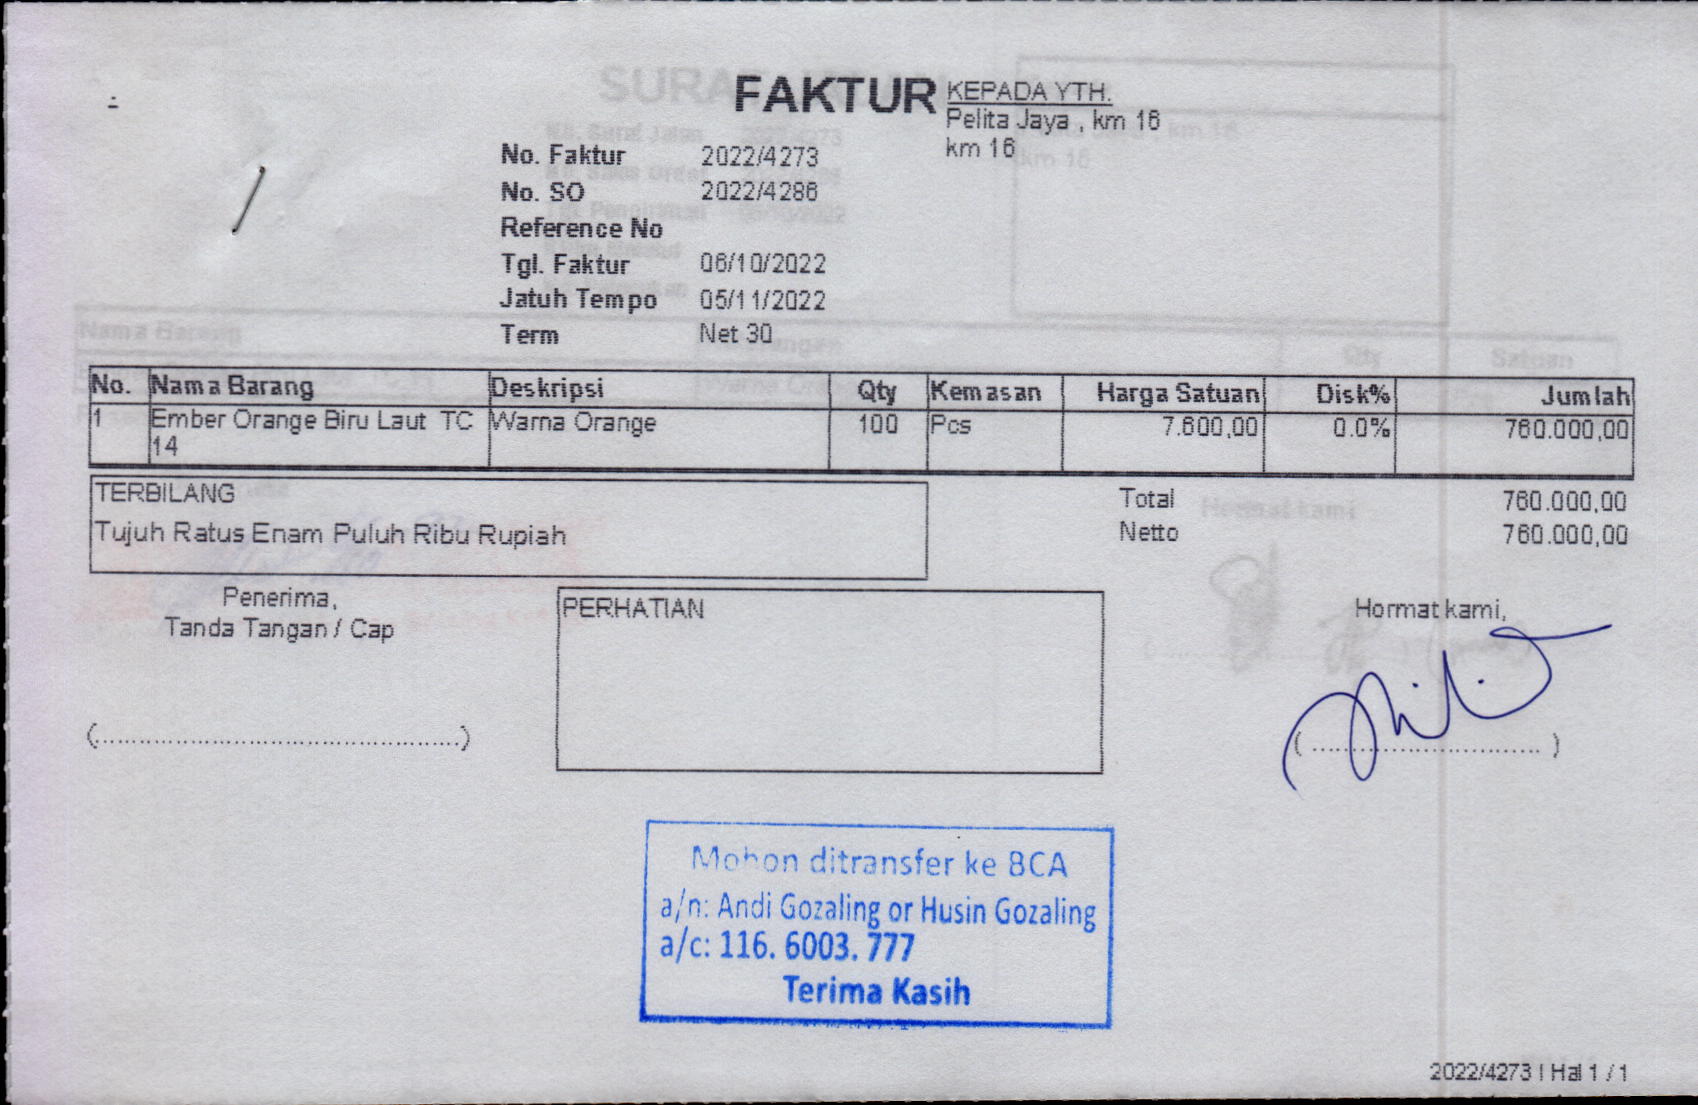 FAKTUR
KEPADA YTH.
Pelita Jaya , km 16
km 16
No. Faktur 2022/4273
No. SO 2022/4286
Reference No
Tgl. Faktur 06/10/2022
Jatuh Tempo 05/11/2022
Term Net 30
No. Nama Barang Deskripsi Qty Kemasan Harga Satuan Disk% Jumlah
1 Ember Orange Biru Laut TC Warna Orange 100 Pcs 7.600,00 0.0% 760.000,00
14
TERBILANG
Tujuh Ratus Enam Puluh Ribu Rupiah
Total 760.000,00
Netto 760.000,00
Penerima,
Tanda Tangan / Cap
(................................................)
PERHATIAN
Hormat kami,
( ............................... )
Mohon ditransfer ke BCA
a/n: Andi Gozaling or Husin Gozaling
a/c: 116. 6003. 777
Terima Kasih
2022/4273 | Hal 1 / 1